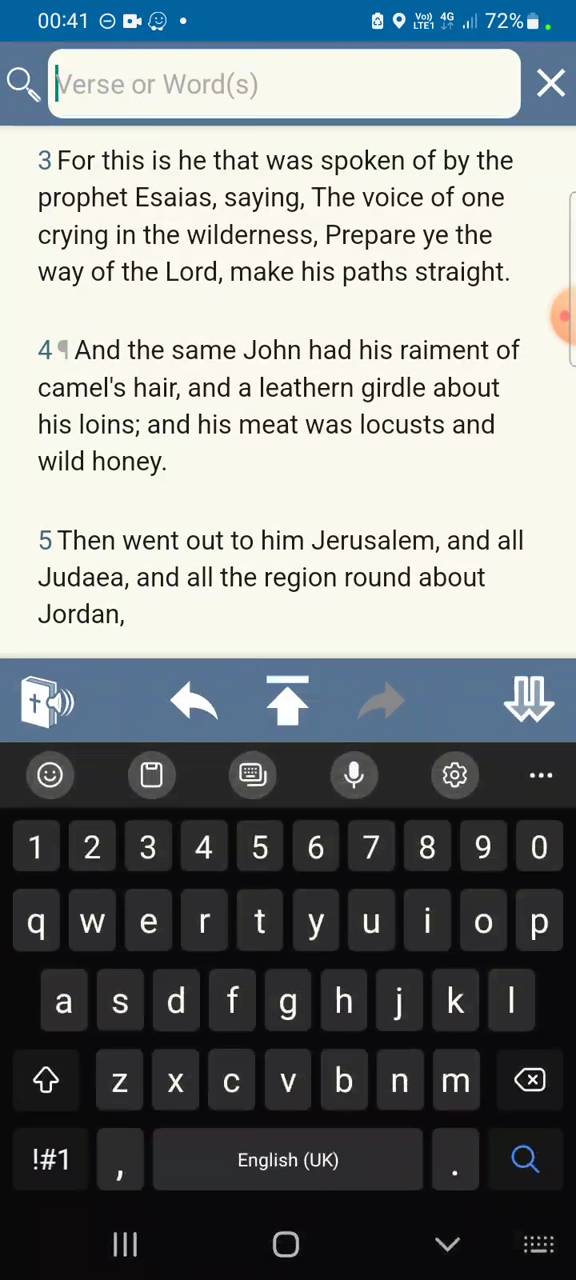 00:41 Vo)) LTE1 4G 72%
Verse or Word(s)
3 For this is he that was spoken of by the
prophet Esaias, saying, The voice of one
crying in the wilderness, Prepare ye the
way of the Lord, make his paths straight.
4 ¶ And the same John had his raiment of
camel's hair, and a leathern girdle about
his loins; and his meat was locusts and
wild honey.
5 Then went out to him Jerusalem, and all
Judaea, and all the region round about
Jordan,
1 2 3 4 5 6 7 8 9 0
q w e r t y u i o p
a s d f g h j k l
z x c v b n m
!#1 , English (UK) .